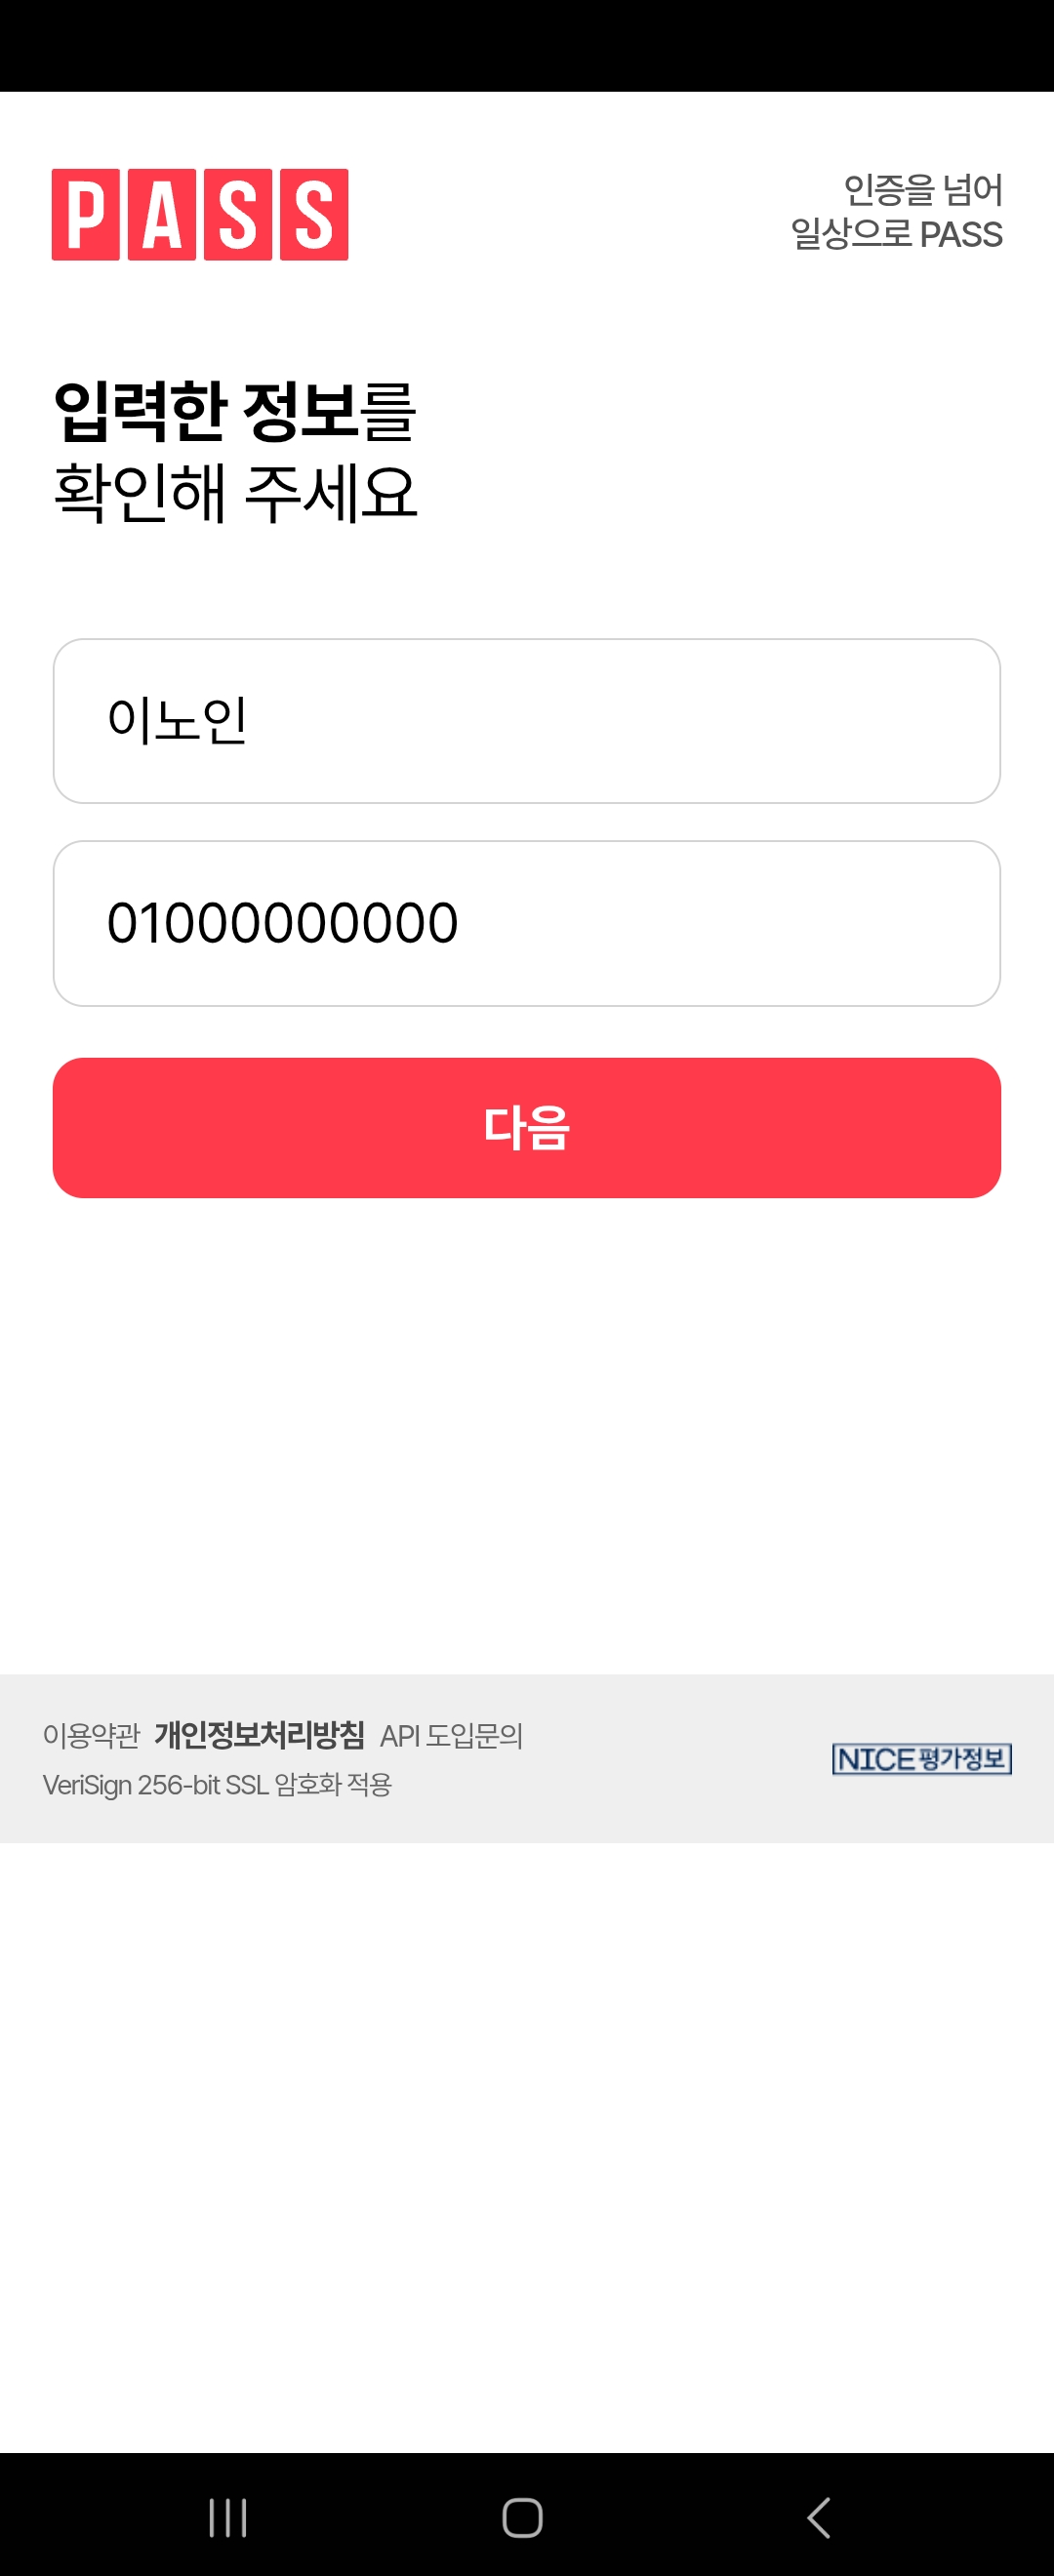 PASS
인증을 넘어
일상으로 PASS
입력한 정보를
확인해 주세요
이노인
01000000000
다음
이용약관 개인정보처리방침 API 도입문의
VeriSign 256-bit SSL 암호화 적용
NICE 평가정보